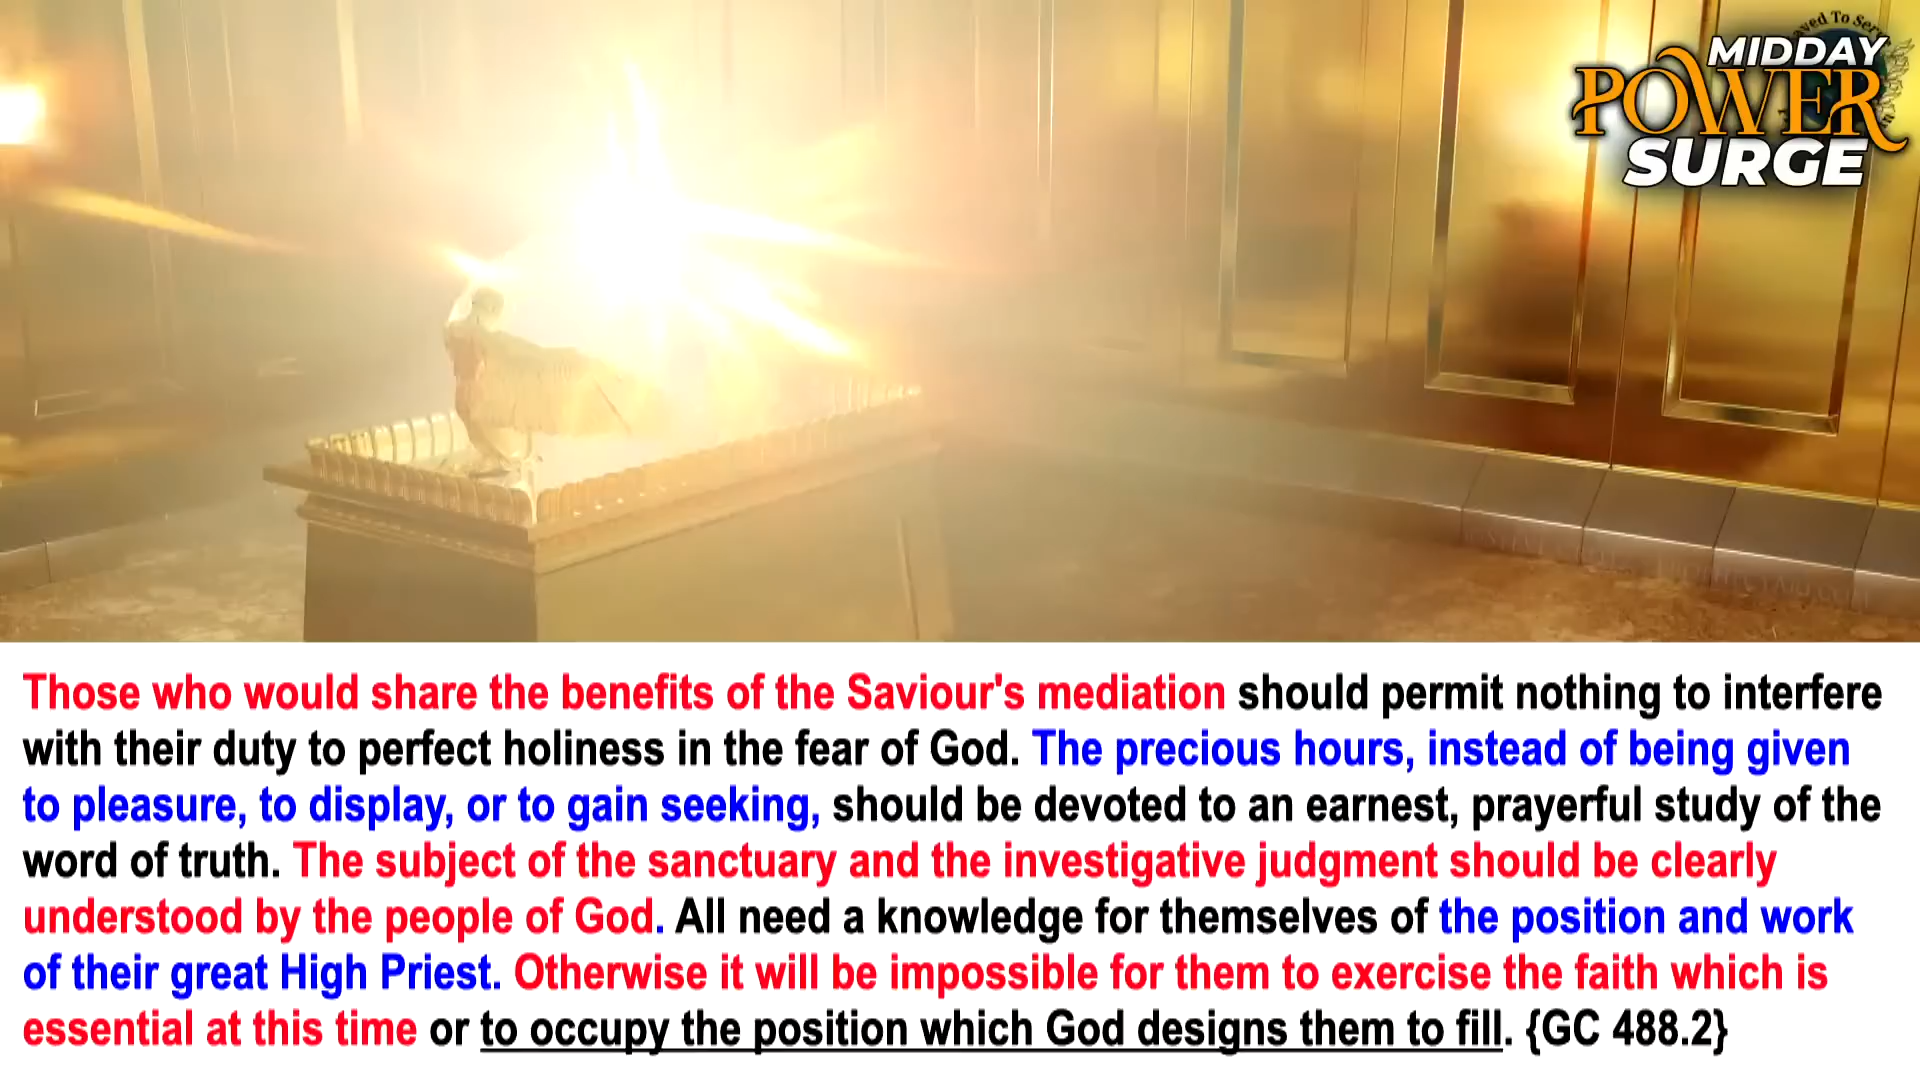 MIDDAY
POWER
SURGE
Those who would share the benefits of the Saviour's mediation should permit nothing to interfere
with their duty to perfect holiness in the fear of God. The precious hours, instead of being given
to pleasure, to display, or to gain seeking, should be devoted to an earnest, prayerful study of the
word of truth. The subject of the sanctuary and the investigative judgment should be clearly
understood by the people of God. All need a knowledge for themselves of the position and work
of their great High Priest. Otherwise it will be impossible for them to exercise the faith which is
essential at this time or to occupy the position which God designs them to fill. {GC 488.2}